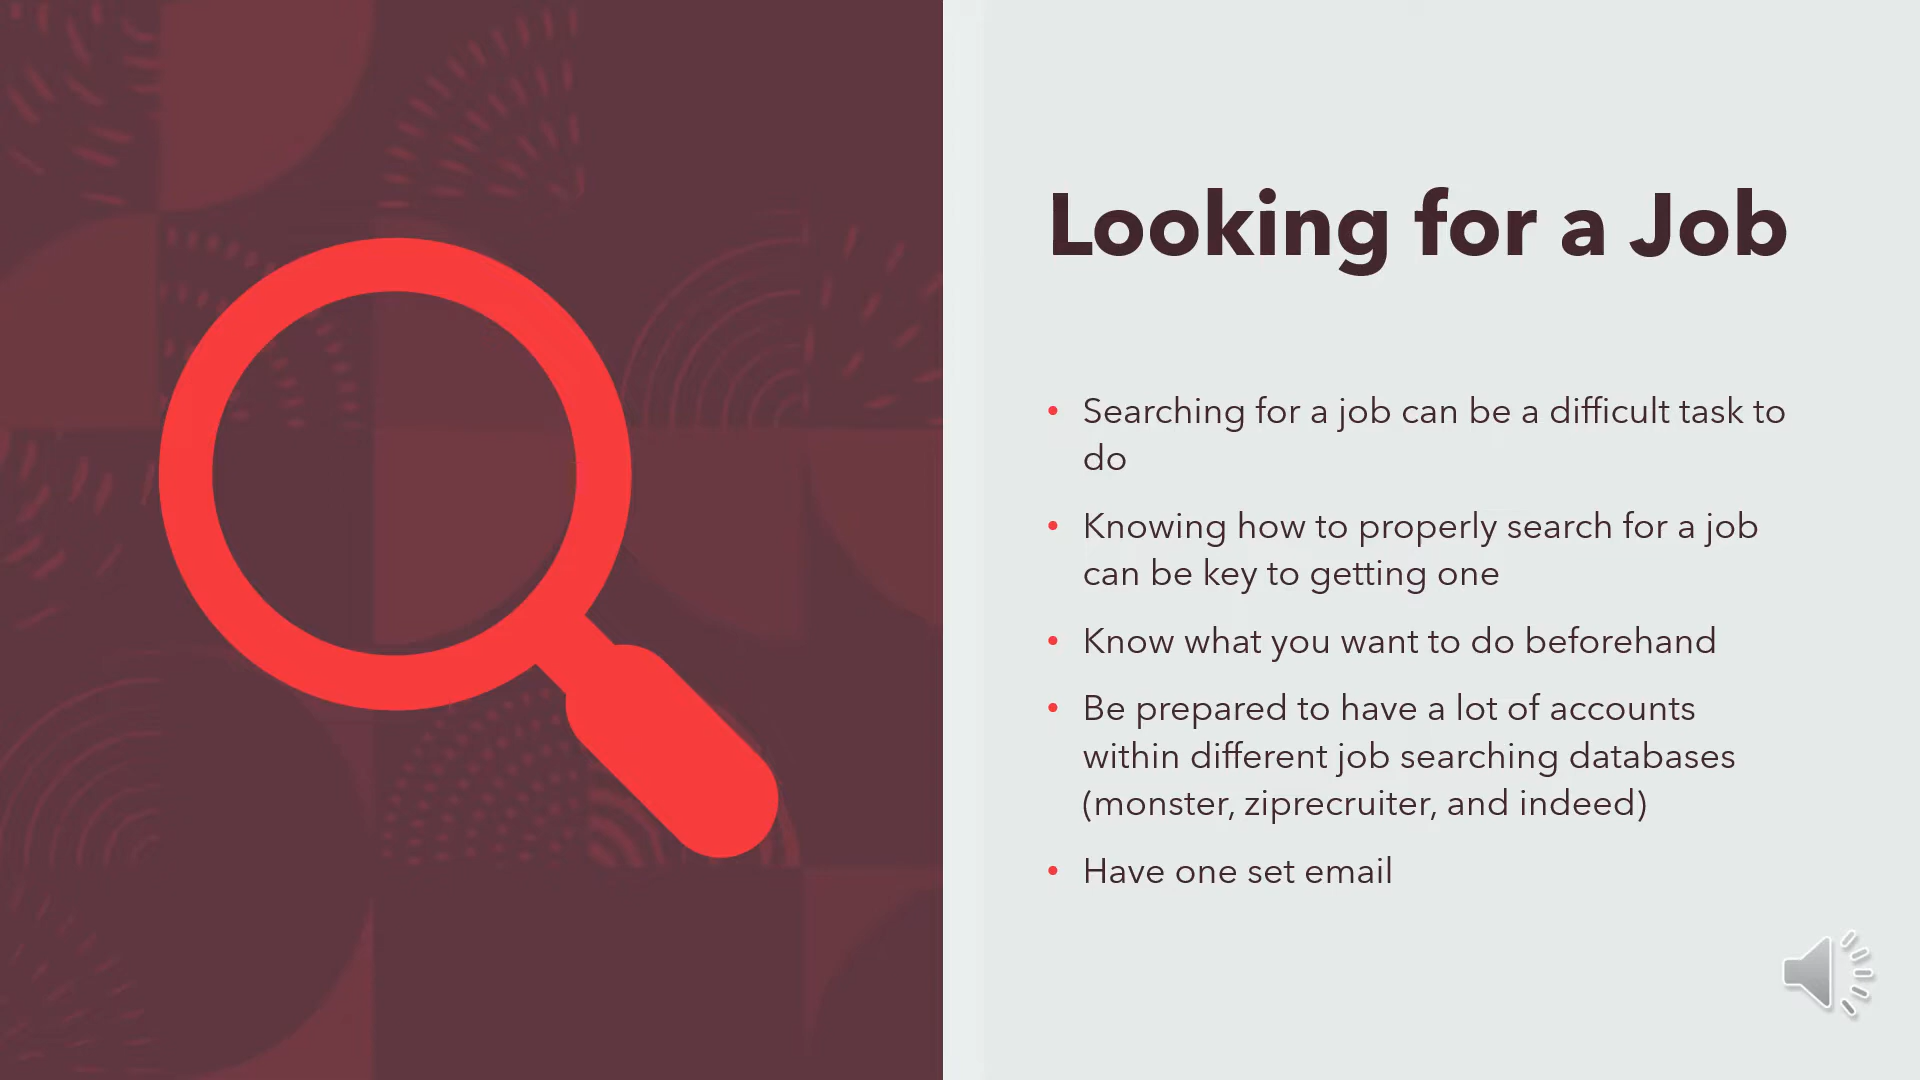 Looking for a Job
• Searching for a job can be a difficult task to
do
• Knowing how to properly search for a job
can be key to getting one
• Know what you want to do beforehand
• Be prepared to have a lot of accounts
within different job searching databases
(monster, ziprecruiter, and indeed)
• Have one set email